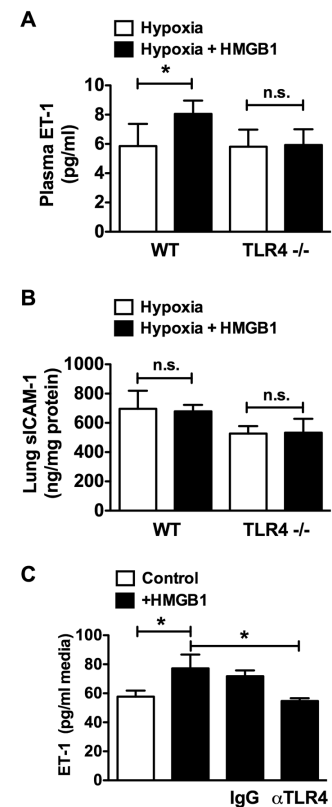 A
Hypoxia
Hypoxia + HMGB1
*
n.s.
Plasma ET-1
(pg/ml)
10
8
6
4
2
0
WT TLR4 -/-
B
Hypoxia
Hypoxia + HMGB1
n.s.
n.s.
Lung sICAM-1
(ng/mg protein)
1000
800
600
400
200
0
WT TLR4 -/-
C
Control
+HMGB1
*
*
ET-1 (pg/ml media)
100
80
60
40
20
0
IgG αTLR4